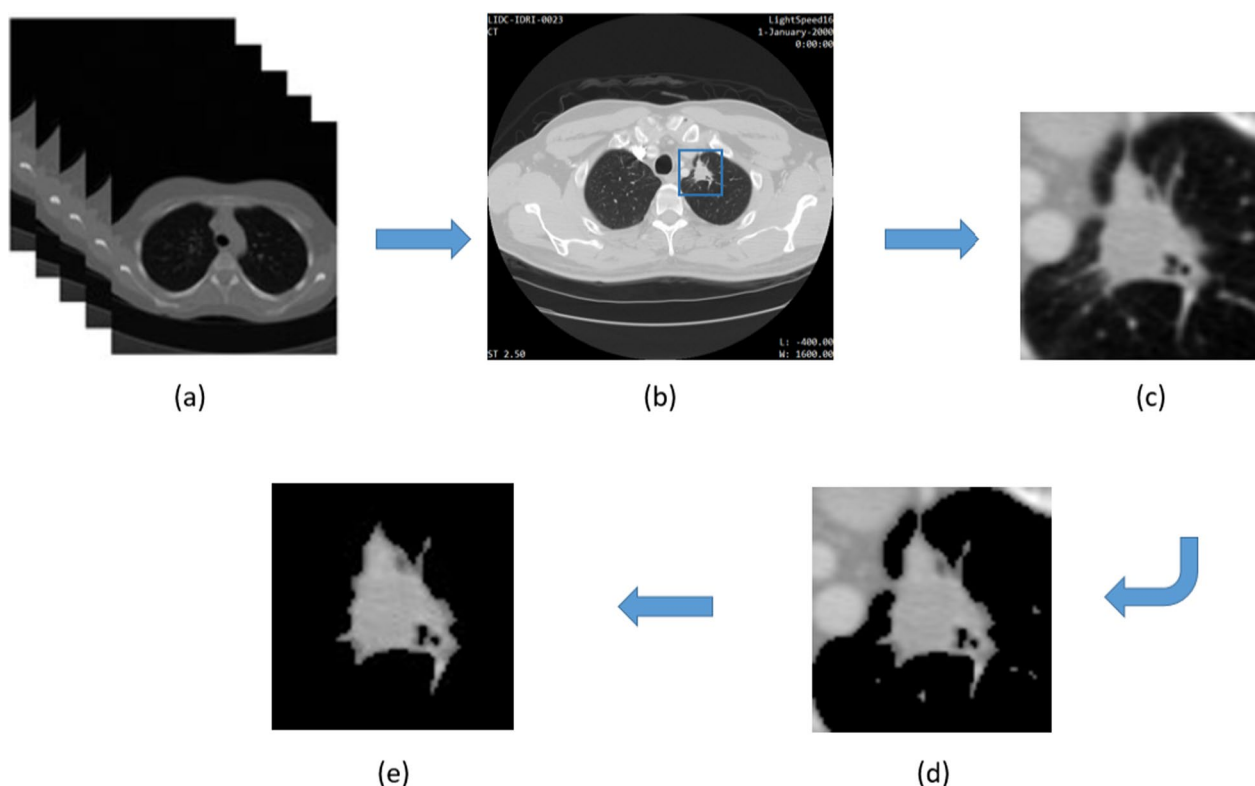 LIDC-IDRI-0023
CT
LightSpeed16
1-January-2000
0:00:00
ST 2.50
L: -400.00
W: 1600.00
(a)
(b)
(c)
(e)
(d)